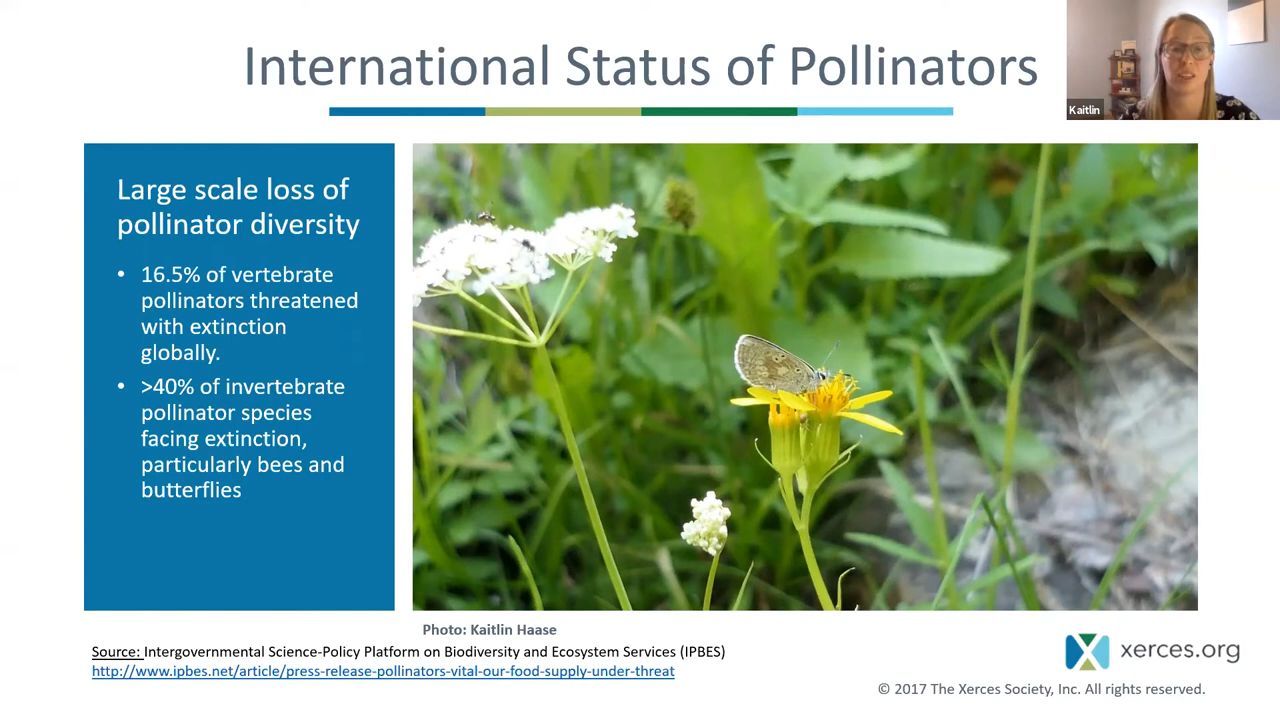 International Status of Pollinators
Kaitlin
Large scale loss of
pollinator diversity
• 16.5% of vertebrate
pollinators threatened
with extinction
globally.
• >40% of invertebrate
pollinator species
facing extinction,
particularly bees and
butterflies
Photo: Kaitlin Haase
Source: Intergovernmental Science-Policy Platform on Biodiversity and Ecosystem Services (IPBES)
http://www.ipbes.net/article/press-release-pollinators-vital-our-food-supply-under-threat
xerces.org
© 2017 The Xerces Society, Inc. All rights reserved.